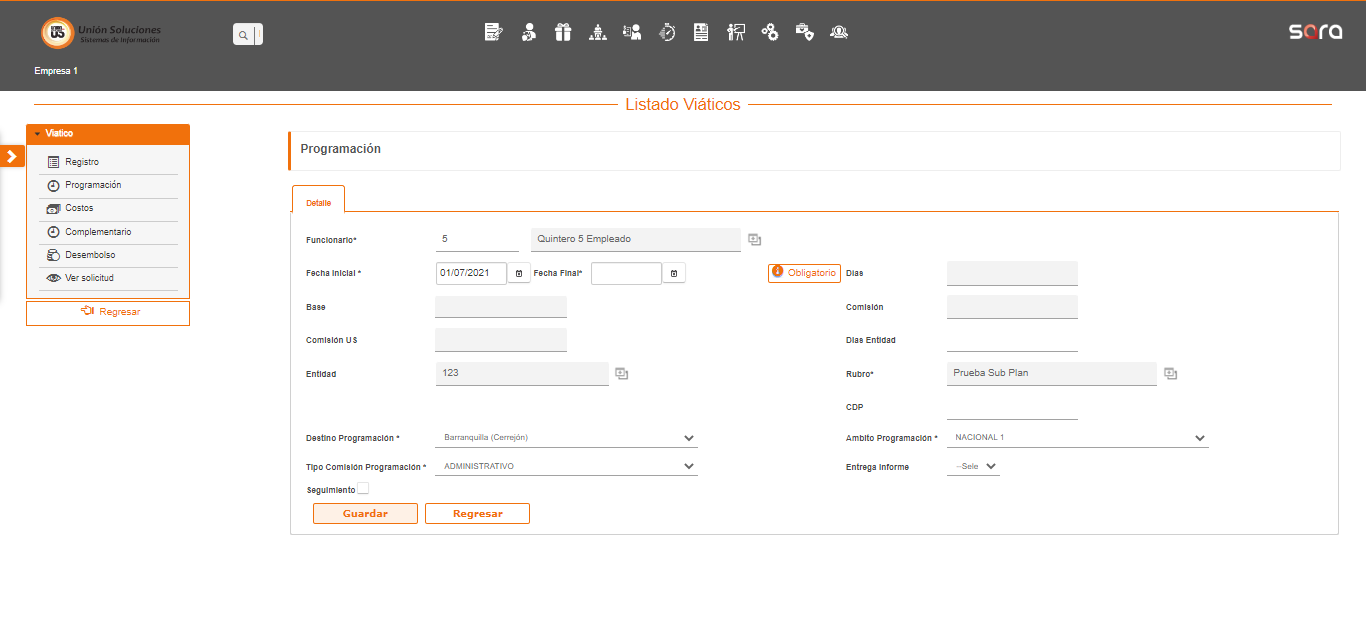 Unión Soluciones
Sistemas de Información
sora
Empresa 1
Listado Viáticos
Viatico
Registro
Programación
Costos
Complementario
Desembolso
Ver solicitud
Regresar
Programación
Detalle
Funcionario* 5 Quintero 5 Empleado
Fecha Inicial * 01/07/2021 Fecha Final* Obligatorio Dias
Base Comisión
Comisión US Dias Entidad
Entidad 123 Rubro* Prueba Sub Plan
CDP
Destino Programación * Barranquilla (Cerrejón) Ambito Programación * NACIONAL 1
Tipo Comisión Programación * ADMINISTRATIVO Entrega Informe --Sele
Seguimiento
Guardar Regresar